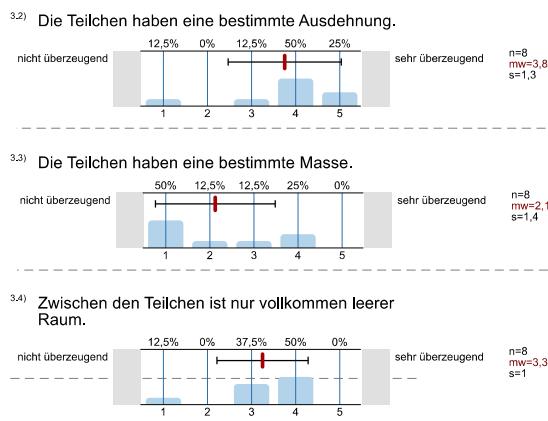 3.2) Die Teilchen haben eine bestimmte Ausdehnung.
12,5% 0% 12,5% 50% 25%
nicht überzeugend sehr überzeugend n=8
mw=3,8
s=1,3
1 2 3 4 5
3.3) Die Teilchen haben eine bestimmte Masse.
50% 12,5% 12,5% 25% 0%
nicht überzeugend sehr überzeugend n=8
mw=2,1
s=1,4
1 2 3 4 5
3.4) Zwischen den Teilchen ist nur vollkommen leerer
Raum.
12,5% 0% 37,5% 50% 0%
nicht überzeugend sehr überzeugend n=8
mw=3,3
s=1
1 2 3 4 5